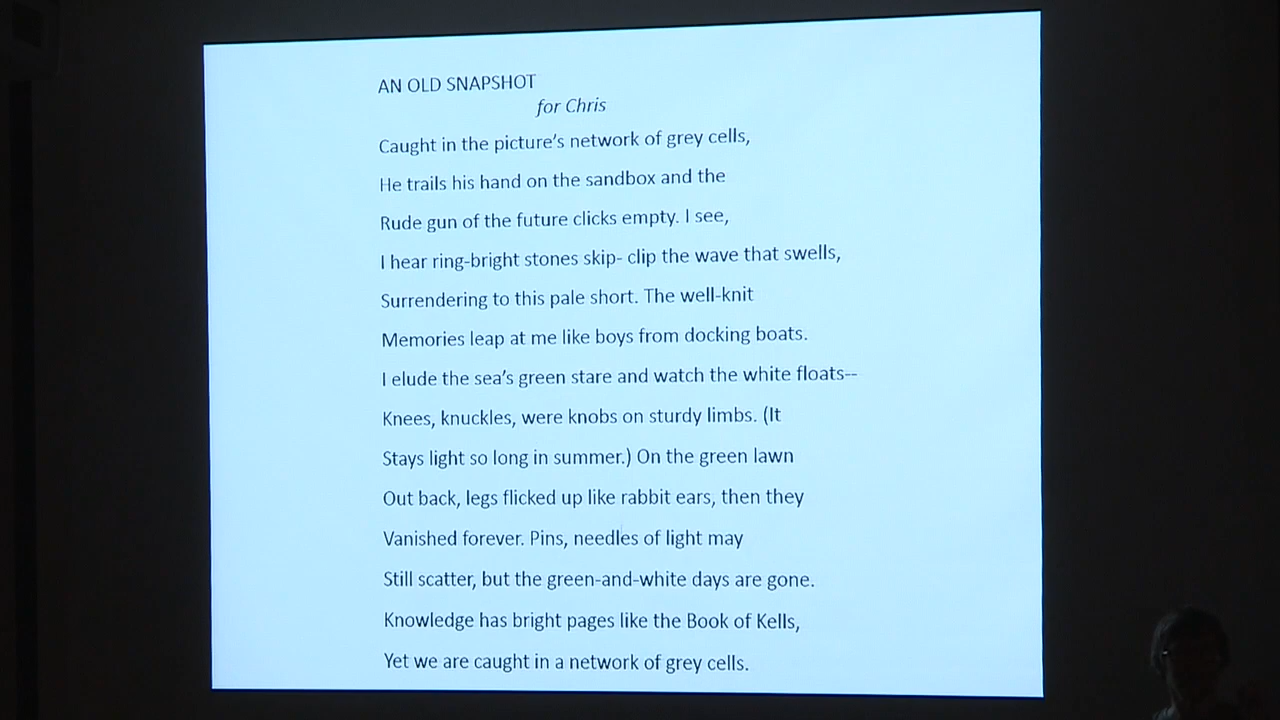 AN OLD SNAPSHOT
for Chris
Caught in the picture's network of grey cells,
He trails his hand on the sandbox and the
Rude gun of the future clicks empty. I see,
I hear ring-bright stones skip- clip the wave that swells,
Surrendering to this pale short. The well-knit
Memories leap at me like boys from docking boats.
I elude the sea's green stare and watch the white floats--
Knees, knuckles, were knobs on sturdy limbs. (It
Stays light so long in summer.) On the green lawn
Out back, legs flicked up like rabbit ears, then they
Vanished forever. Pins, needles of light may
Still scatter, but the green-and-white days are gone.
Knowledge has bright pages like the Book of Kells,
Yet we are caught in a network of grey cells.